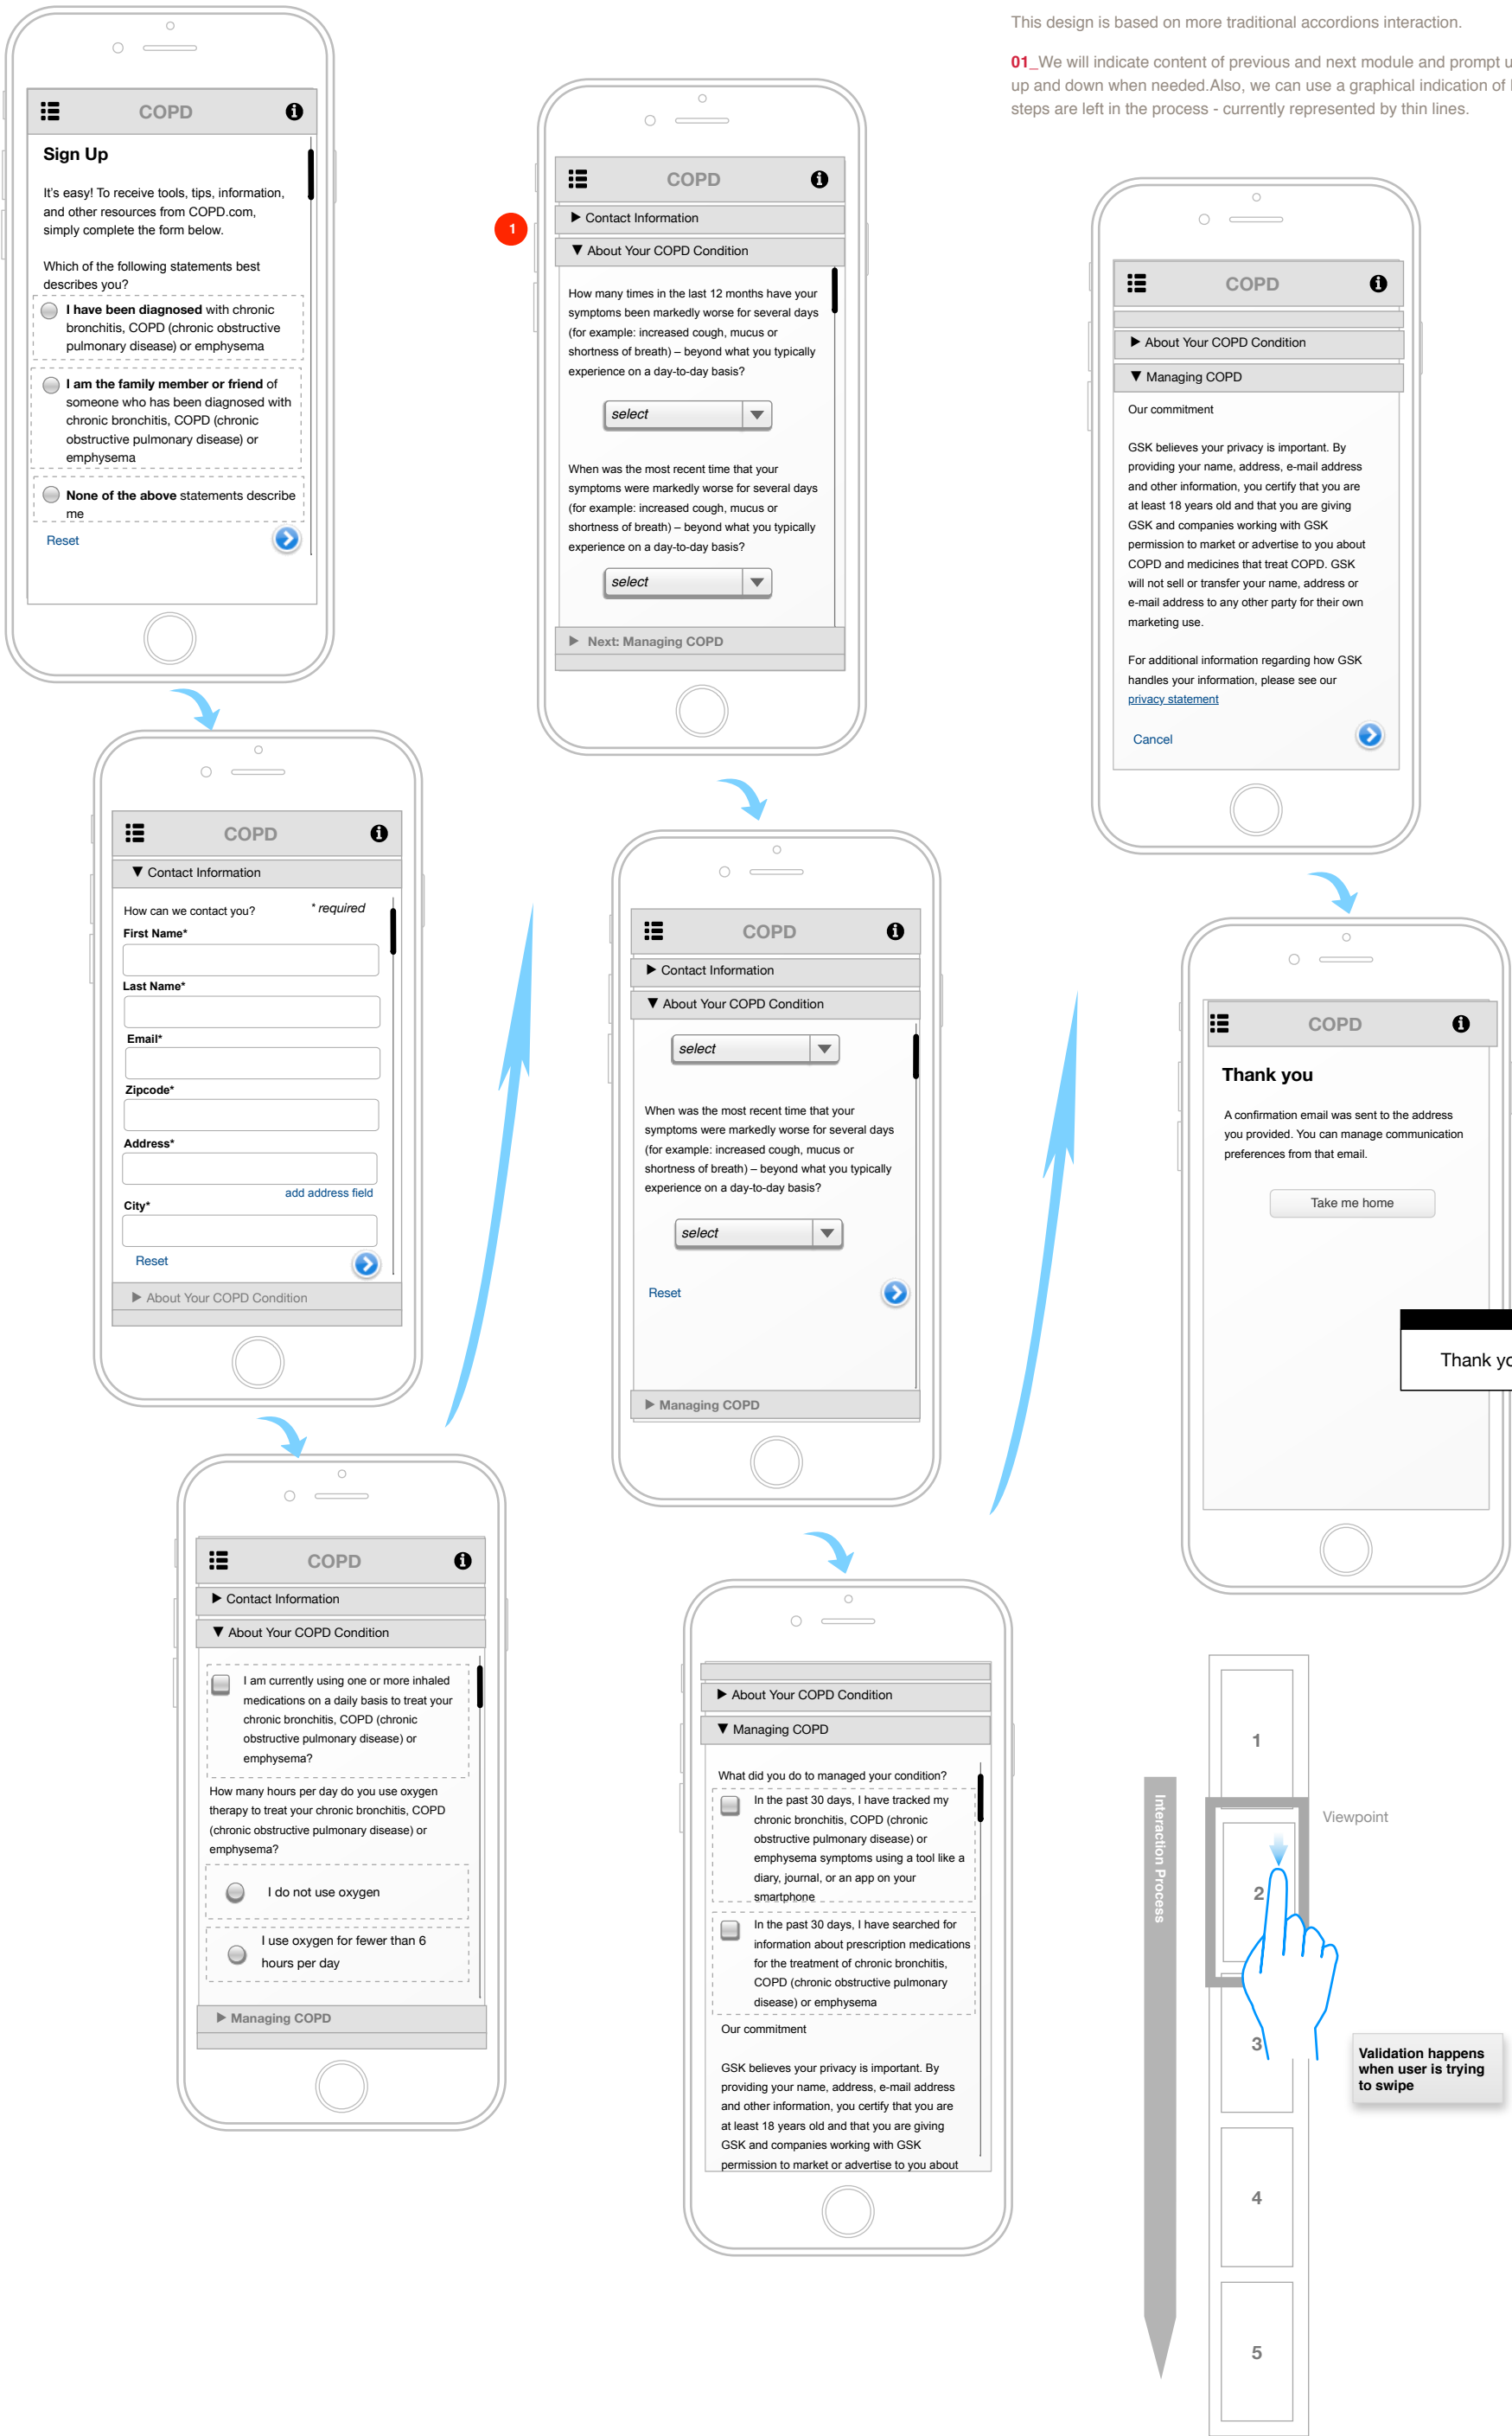 This design is based on more traditional accordions interaction.
01_We will indicate content of previous and next module and prompt
up and down when needed.Also, we can use a graphical indication of
steps are left in the process - currently represented by thin lines.
COPD
Sign Up
It's easy! To receive tools, tips, information,
and other resources from COPD.com,
simply complete the form below.
Which of the following statements best
describes you?
I have been diagnosed with chronic
bronchitis, COPD (chronic obstructive
pulmonary disease) or emphysema
I am the family member or friend of
someone who has been diagnosed with
chronic bronchitis, COPD (chronic
obstructive pulmonary disease) or
emphysema
None of the above statements describe
me
Reset
COPD
Contact Information
How can we contact you?
* required
First Name*
Last Name*
Email*
Zipcode*
Address*
add address field
City*
Reset
About Your COPD Condition
COPD
Contact Information
About Your COPD Condition
I am currently using one or more inhaled
medications on a daily basis to treat your
chronic bronchitis, COPD (chronic
obstructive pulmonary disease) or
emphysema?
How many hours per day do you use oxygen
therapy to treat your chronic bronchitis, COPD
(chronic obstructive pulmonary disease) or
emphysema?
I do not use oxygen
I use oxygen for fewer than 6
hours per day
Managing COPD
1
COPD
Contact Information
About Your COPD Condition
How many times in the last 12 months have your
symptoms been markedly worse for several days
(for example: increased cough, mucus or
shortness of breath) – beyond what you typically
experience on a day-to-day basis?
select
When was the most recent time that your
symptoms were markedly worse for several days
(for example: increased cough, mucus or
shortness of breath) – beyond what you typically
experience on a day-to-day basis?
select
Next: Managing COPD
COPD
Contact Information
About Your COPD Condition
select
When was the most recent time that your
symptoms were markedly worse for several days
(for example: increased cough, mucus or
shortness of breath) – beyond what you typically
experience on a day-to-day basis?
select
Reset
Managing COPD
About Your COPD Condition
Managing COPD
What did you do to managed your condition?
In the past 30 days, I have tracked my
chronic bronchitis, COPD (chronic
obstructive pulmonary disease) or
emphysema symptoms using a tool like a
diary, journal, or an app on your
smartphone
In the past 30 days, I have searched for
information about prescription medications
for the treatment of chronic bronchitis,
COPD (chronic obstructive pulmonary
disease) or emphysema
Our commitment
GSK believes your privacy is important. By
providing your name, address, e-mail address
and other information, you certify that you are
at least 18 years old and that you are giving
GSK and companies working with GSK
permission to market or advertise to you about
COPD
About Your COPD Condition
Managing COPD
Our commitment
GSK believes your privacy is important. By
providing your name, address, e-mail address
and other information, you certify that you are
at least 18 years old and that you are giving
GSK and companies working with GSK
permission to market or advertise to you about
COPD and medicines that treat COPD. GSK
will not sell or transfer your name, address or
e-mail address to any other party for their own
marketing use.
For additional information regarding how GSK
handles your information, please see our
privacy statement
Cancel
COPD
Thank you
A confirmation email was sent to the address
you provided. You can manage communication
preferences from that email.
Take me home
Thank
Interaction Process
Viewpoint
1
2
3
4
5
Validation happens
when user is trying
to swipe